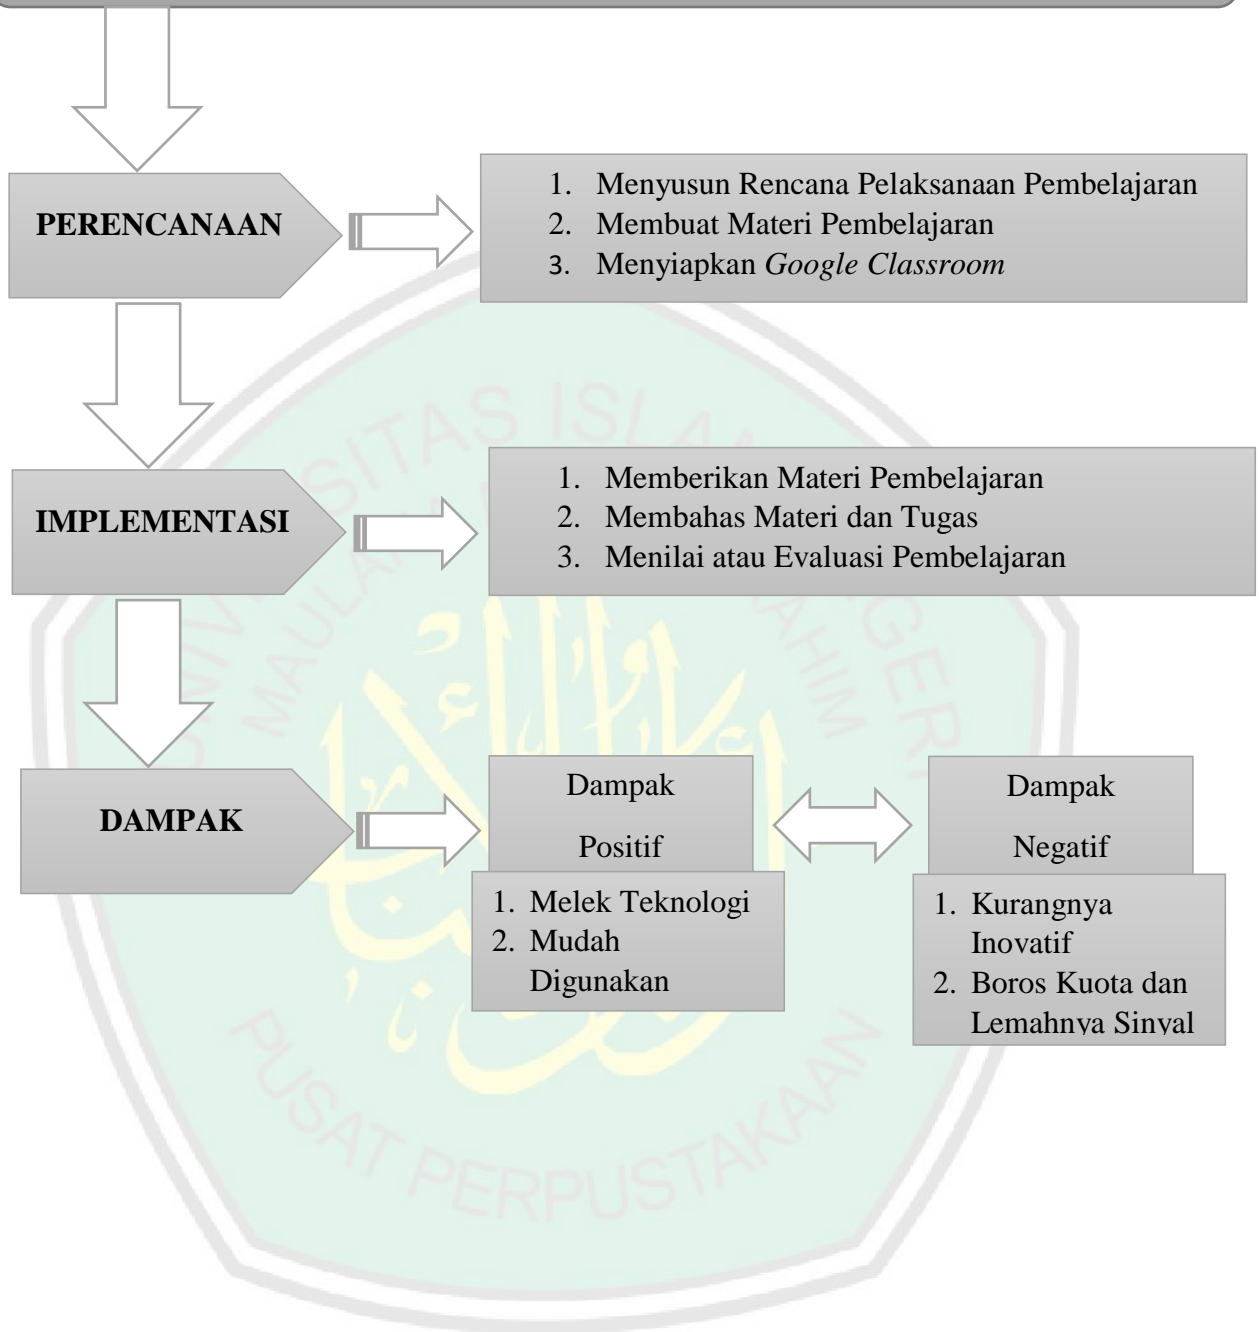 PERENCANAAN
1. Menyusun Rencana Pelaksanaan Pembelajaran
2. Membuat Materi Pembelajaran
3. Menyiapkan Google Classroom
IMPLEMENTASI
1. Memberikan Materi Pembelajaran
2. Membahas Materi dan Tugas
3. Menilai atau Evaluasi Pembelajaran
DAMPAK
Dampak
Positif
1. Melek Teknologi
2. Mudah
Digunakan
Dampak
Negatif
1. Kurangnya
Inovatif
2. Boros Kuota dan
Lemahnya Sinyal
PUSAT PERPUSTAKAAN